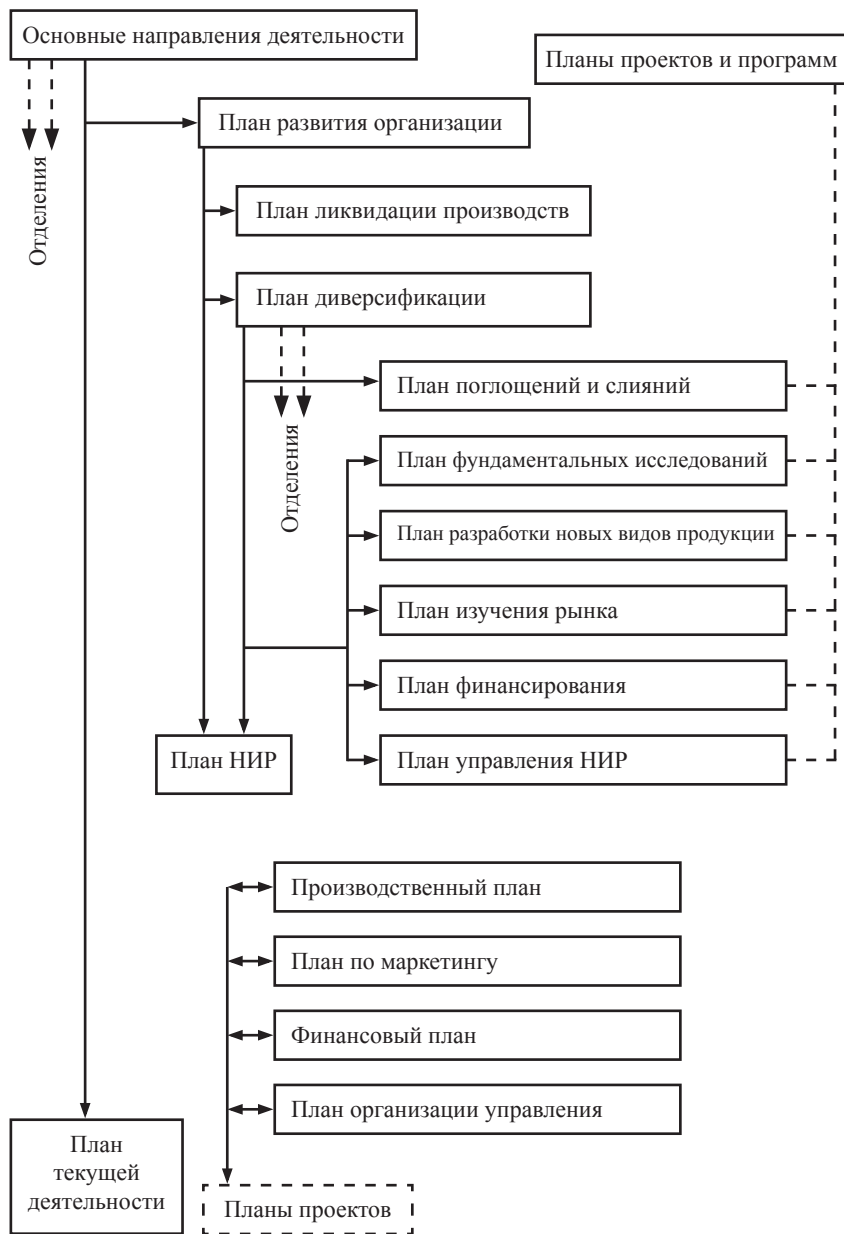 Основные направления деятельности
Планы проектов и программ
План развития организации
Отделения
План ликвидации производств
План диверсификации
План поглощений и слияний
Отделения
План фундаментальных исследований
План разработки новых видов продукции
План изучения рынка
План финансирования
План НИР
План управления НИР
Производственный план
План по маркетингу
Финансовый план
План организации управления
План
текущей
деятельности
Планы проектов